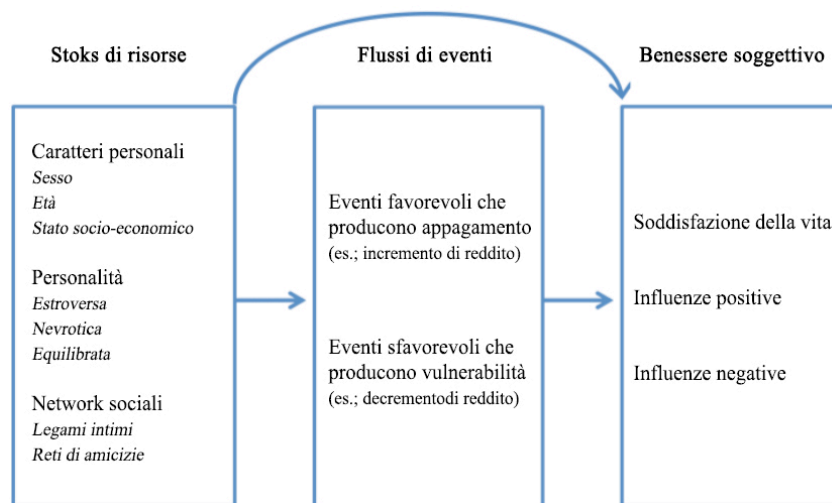 Stoks di risorse
Flussi di eventi
Benessere soggettivo
Caratteri personali
Sesso
Età
Stato socio-economico
Personalità
Estroversa
Nevrotica
Equilibrata
Network sociali
Legami intimi
Reti di amicizie
Eventi favorevoli che
producono appagamento
(es.; incremento di reddito)
Eventi sfavorevoli che
producono vulnerabilità
(es.; decrementodi reddito)
Soddisfazione della vita
Influenze positive
Influenze negative